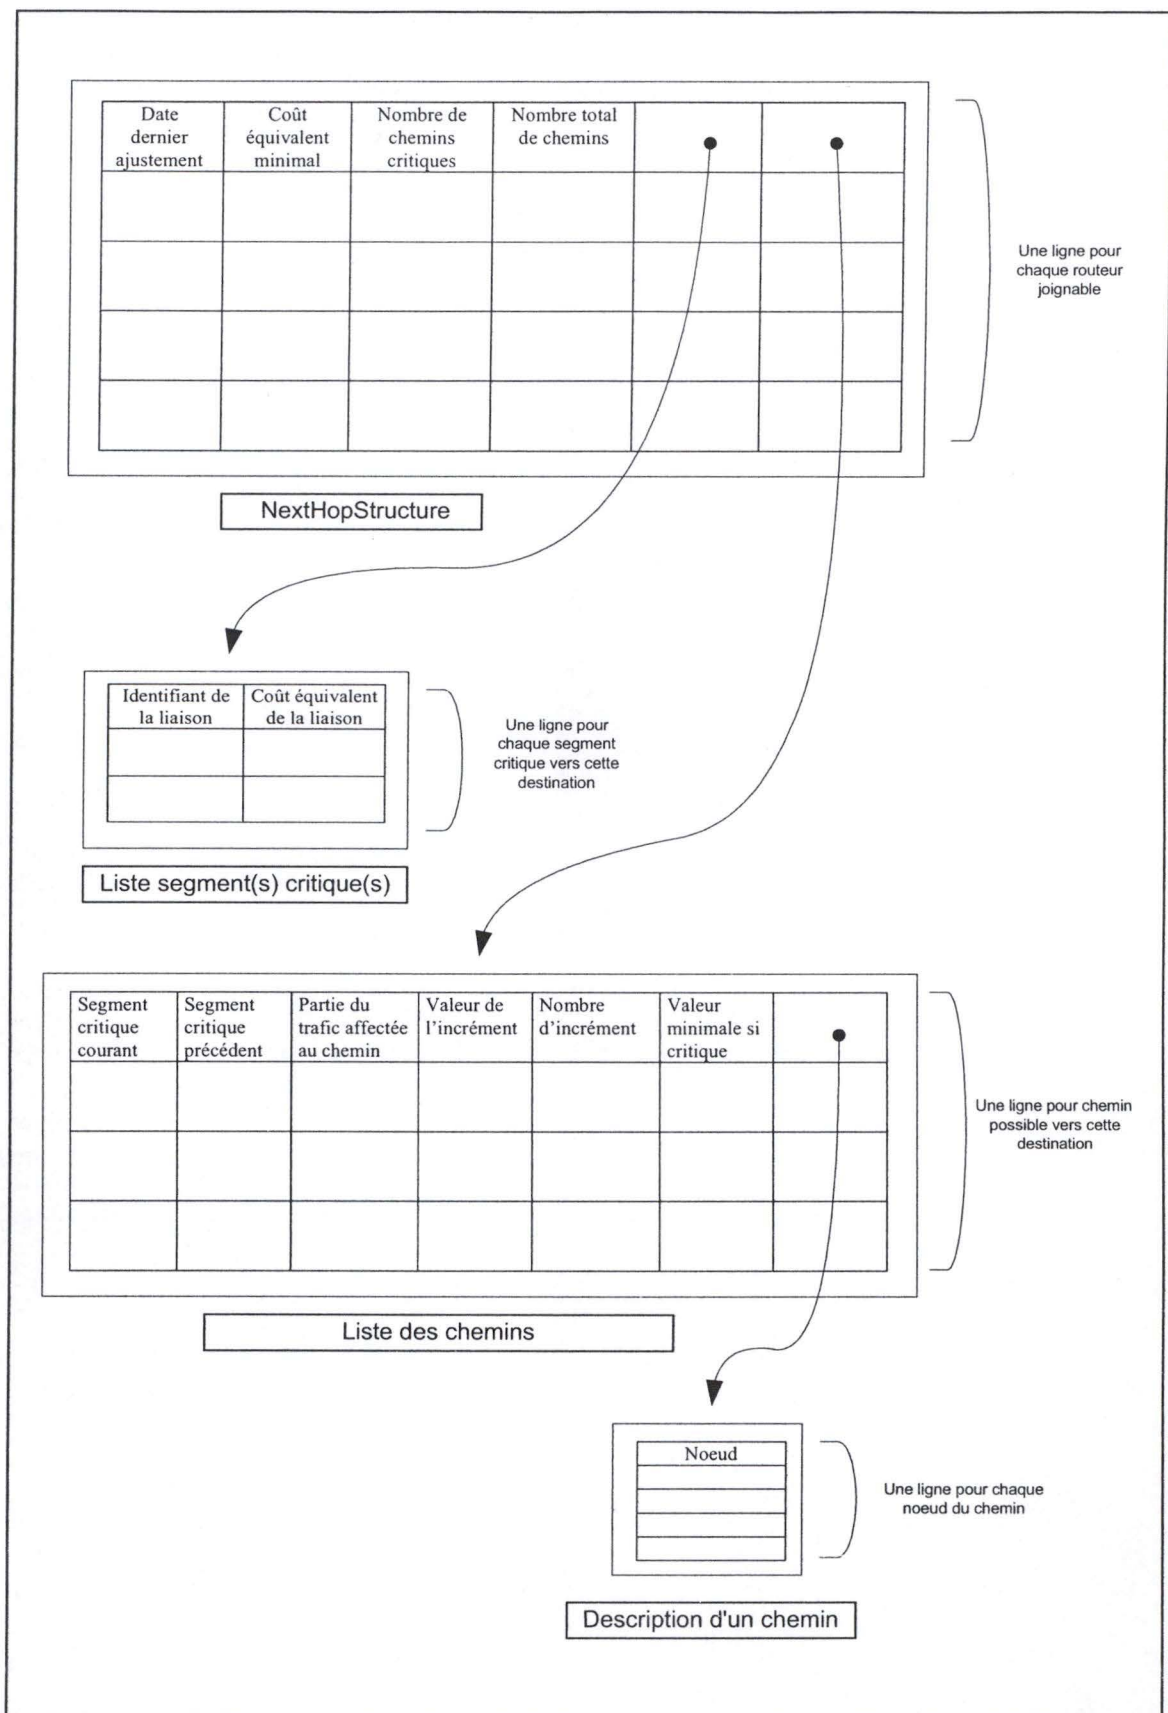 Date
dernier
ajustement
Coût
équivalent
minimal
Nombre de
chemins
critiques
Nombre total
de chemins
Une ligne pour
chaque routeur
joignable
NextHopStructure
Identifiant de
la liaison
Coût équivalent
de la liaison
Une ligne pour
chaque segment
critique vers cette
destination
Liste segment(s) critique(s)
Segment
critique
courant
Segment
critique
précédent
Partie du
trafic affectée
au chemin
Valeur de
l'incrément
Nombre
d'incrément
Valeur
minimale si
critique
Une ligne pour chemin
possible vers cette
destination
Liste des chemins
Noeud
Une ligne pour chaque
noeud du chemin
Description d'un chemin